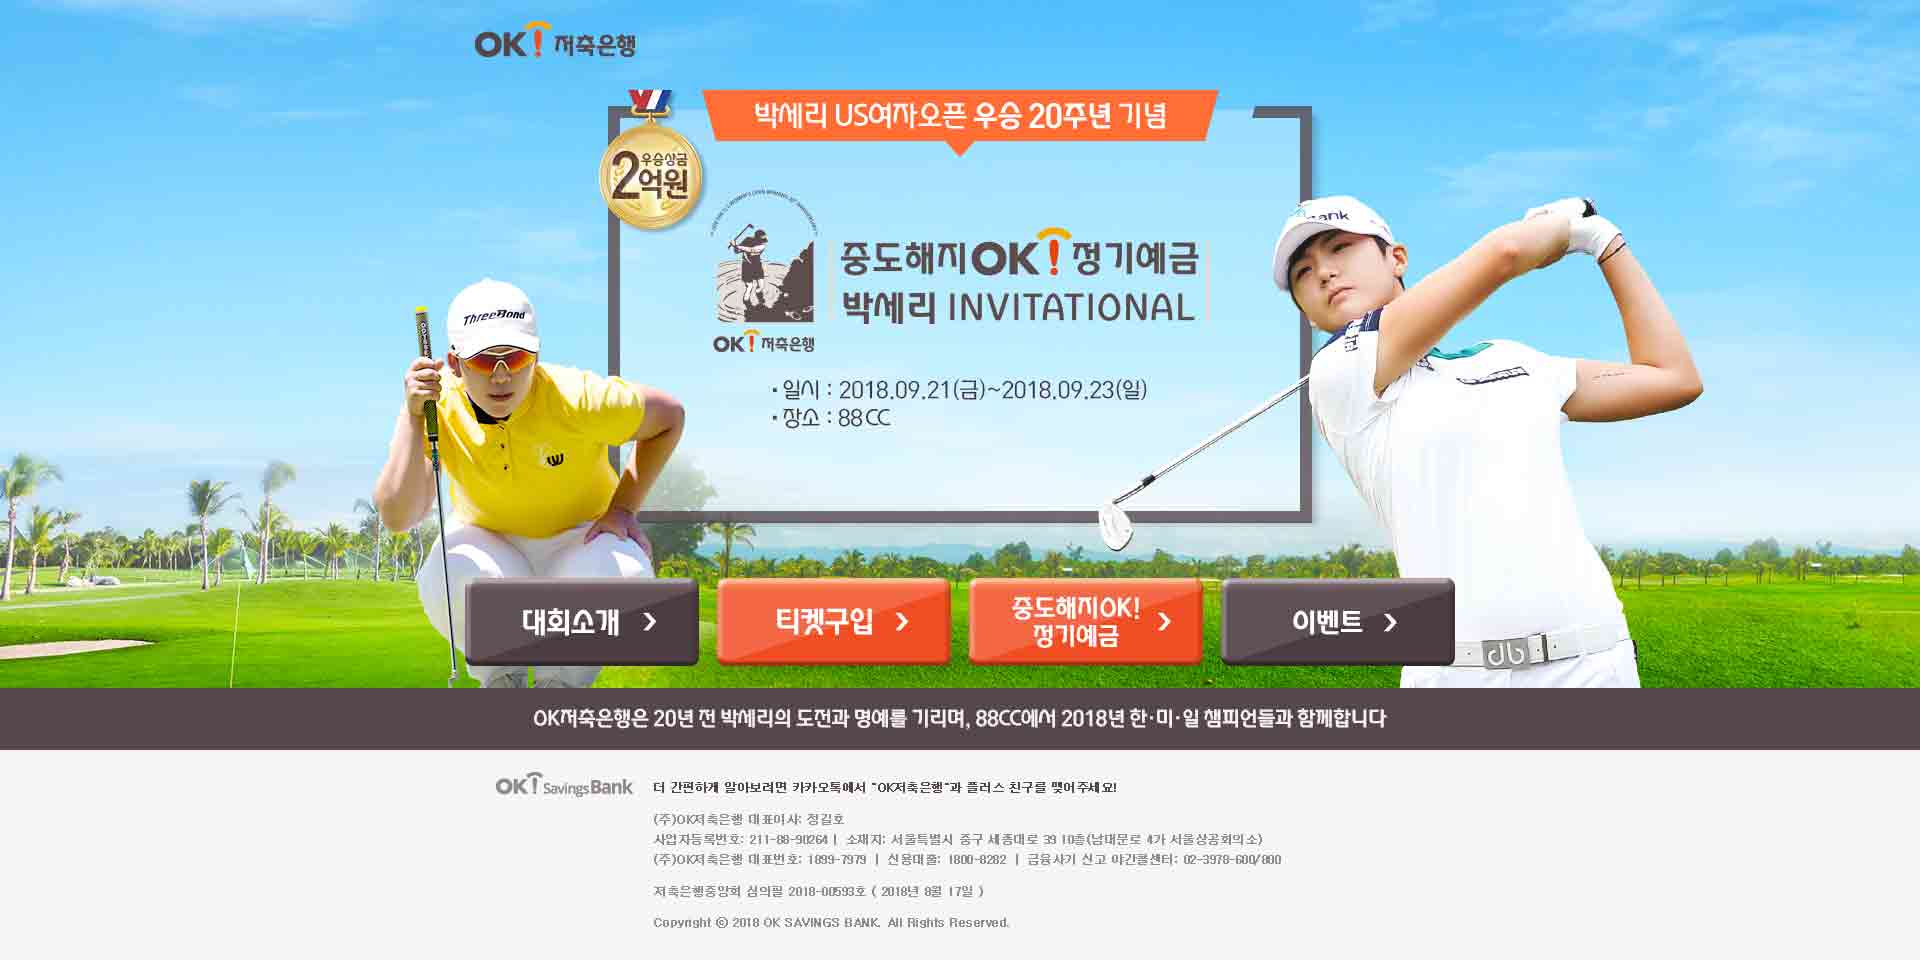 OK! 저축은행
박세리 US여자오픈 우승 20주년 기념
우승상금
2억원
중도해지OK! 정기예금
박세리 INVITATIONAL
OK! 저축은행
일시 : 2018.09.21(금)~2018.09.23(일)
장소 : 88CC
ThreeBond
Bank
대회소개
티켓구입
중도해지OK!
정기예금
이벤트
OK저축은행은 20년 전 박세리의 도전과 명예를 기리며, 88CC에서 2018년 한·미·일 챔피언들과 함께합니다
OK! Savings Bank
더 간편하게 알아보려면 카카오톡에서 "OK저축은행"과 플러스 친구를 맺어주세요!
(주)OK저축은행 대표이사: 정길호
사업자등록번호: 211-88-90264 | 소재지: 서울특별시 중구 세종대로 39 10층(남대문로 4가 서울상공회의소)
(주)OK저축은행 대표번호: 1899-7979 | 신용대출: 1800-8282 | 금융사기 신고 야간콜센터: 02-3978-600/800
저축은행중앙회 심의필 2018-00593호 ( 2018년 8월 17일 )
Copyright ⓒ 2018 OK SAVINGS BANK. All Rights Reserved.